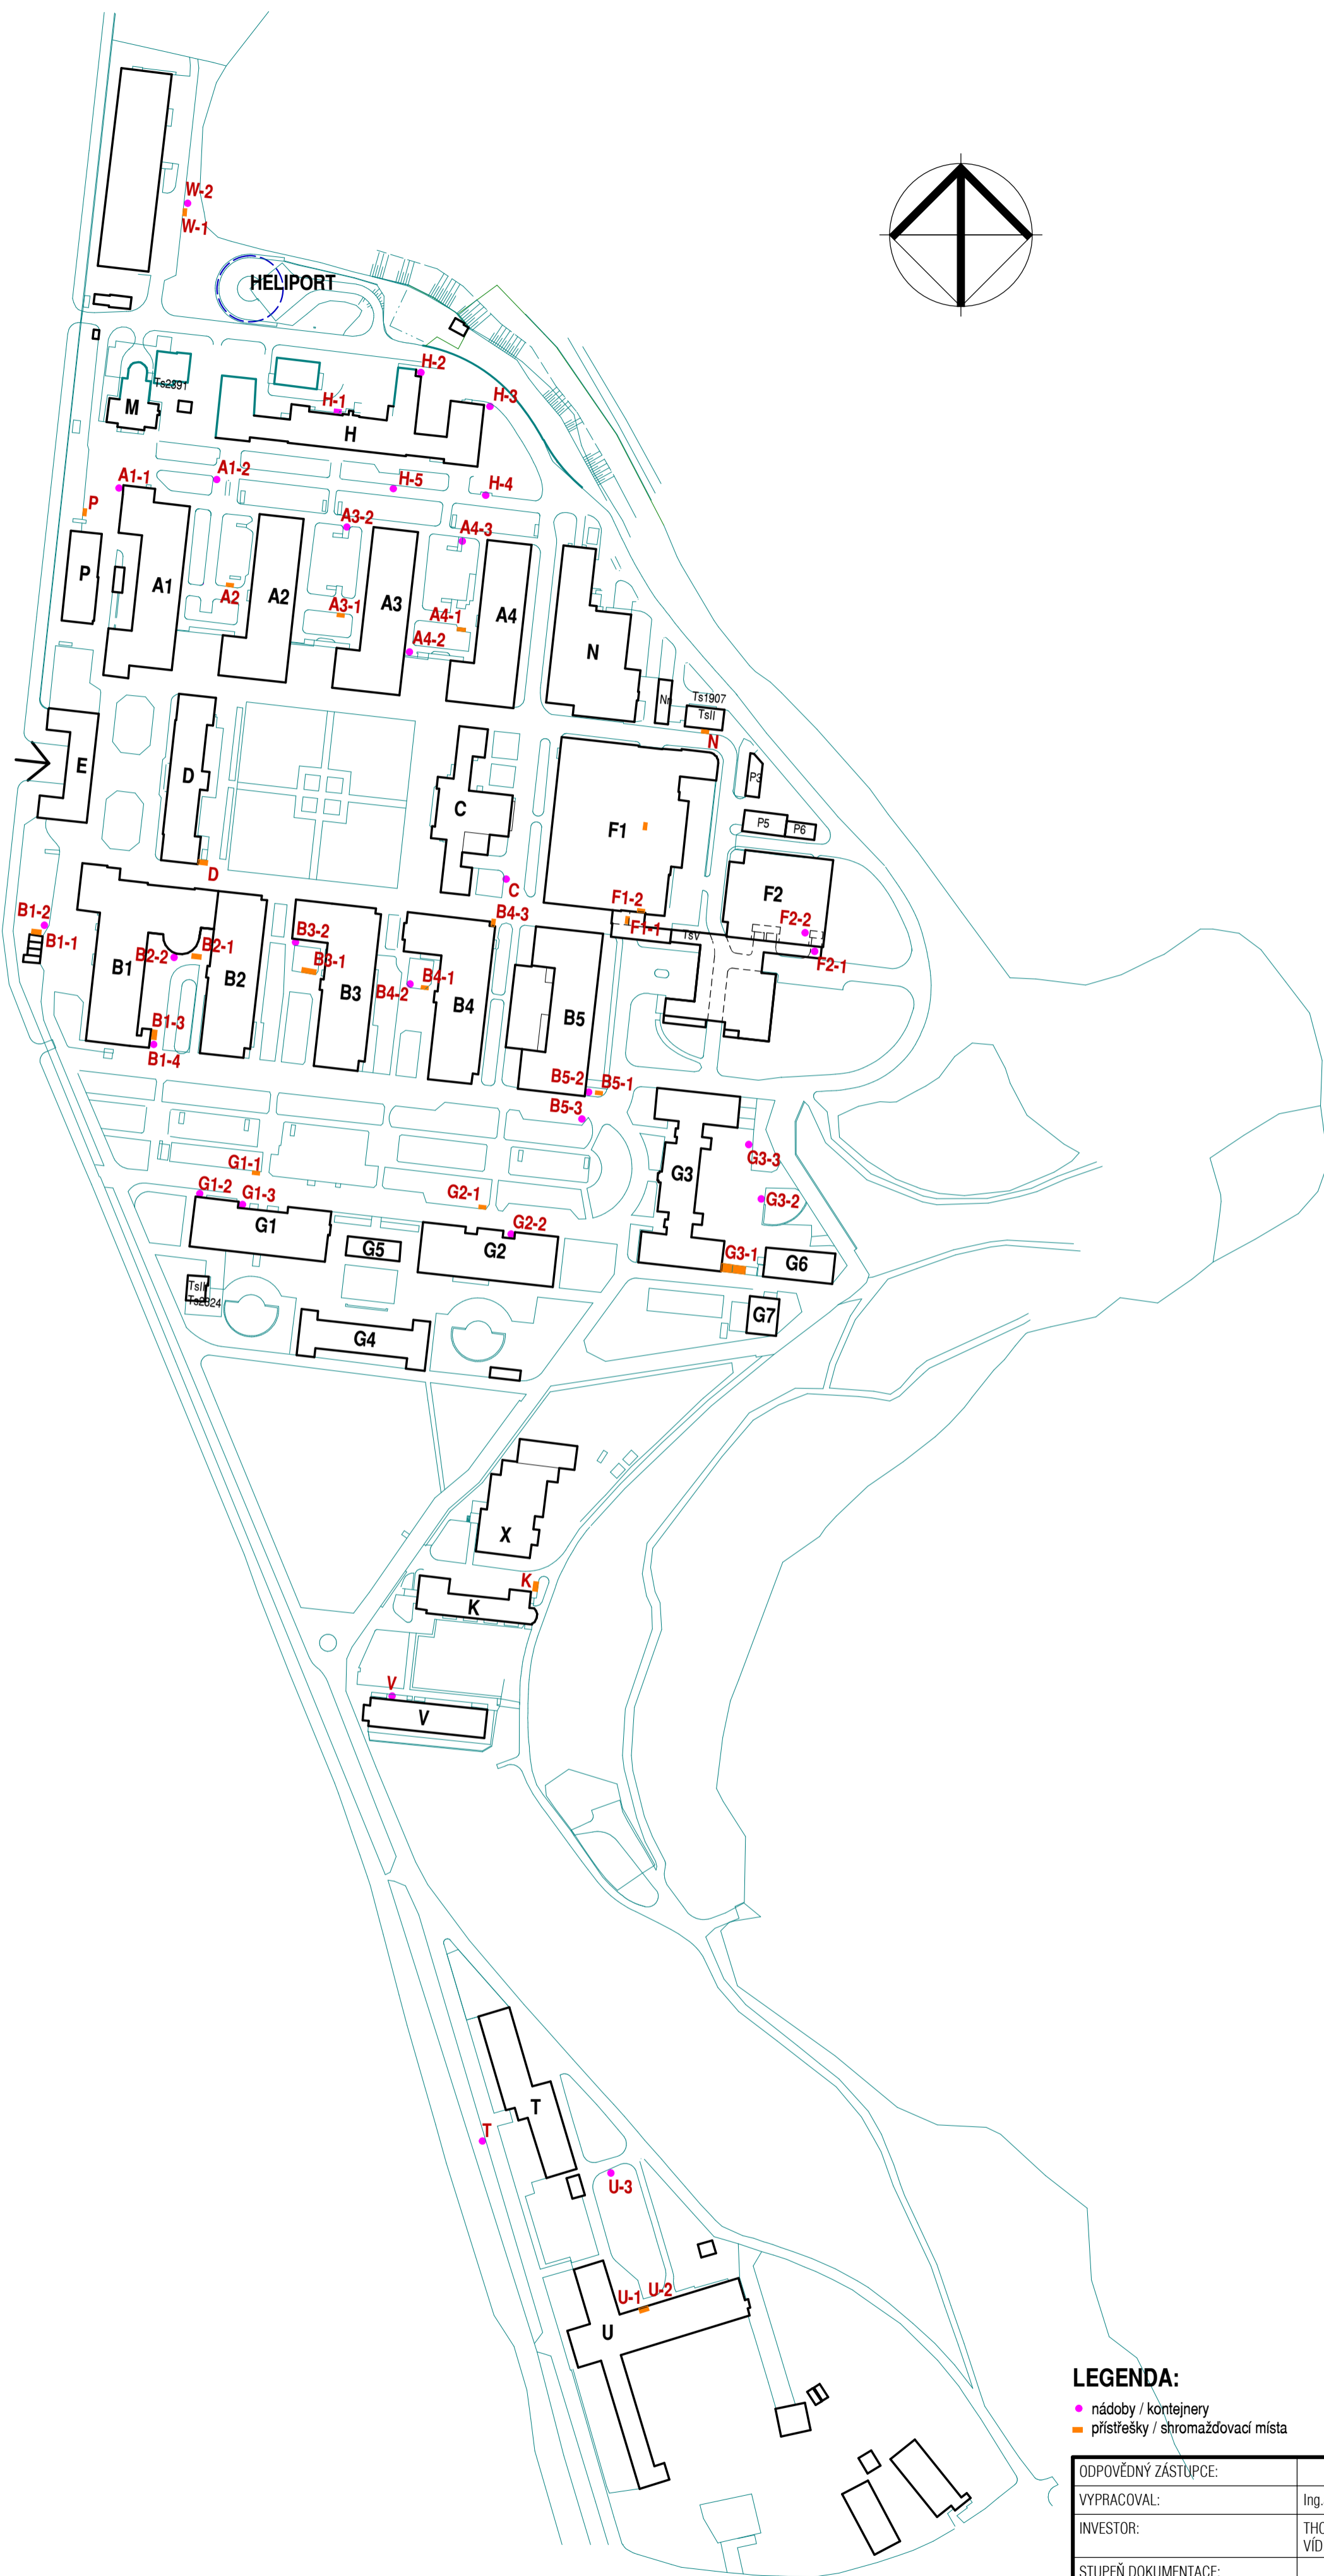 W-2
W-1
HELIPORT
H-2
Ts2391
H-1
H-3
M
H
A1-2
A1-1
H-5
H-4
P
A3-2
A4-3
P
A1
A2
A2
A3-1
A3
A4-1
A4
A4-2
N
Nr
Ts1907
TsII
N
E
D
C
P3
F1
P5
P6
D
C
F2
F1-2
B4-3
F1-1
TsV
F2-2
F2-1
B1-2
B1-1
B3-2
B2-1
B2-2
B1
B2
B3-1
B3
B4-2
B4-1
B4
B5
B1-3
B1-4
B5-2
B5-1
B5-3
G3-3
G1-1
G3
G1-2
G1-3
G2-1
G3-2
G1
G5
G2-2
G2
G3-1
G6
Ts2824
G7
G4
X
K
K
V
V
T
T
U-3
U-1
U-2
U
LEGENDA:
nádoby / kontejnery
přístřešky / shromažďovací místa
ODPOVĚDNÝ ZÁSTUPCE:
VYPRACOVAL:
Ing.
INVESTOR:
THO
VÍD
STUPEŇ DOKUMENTACE: